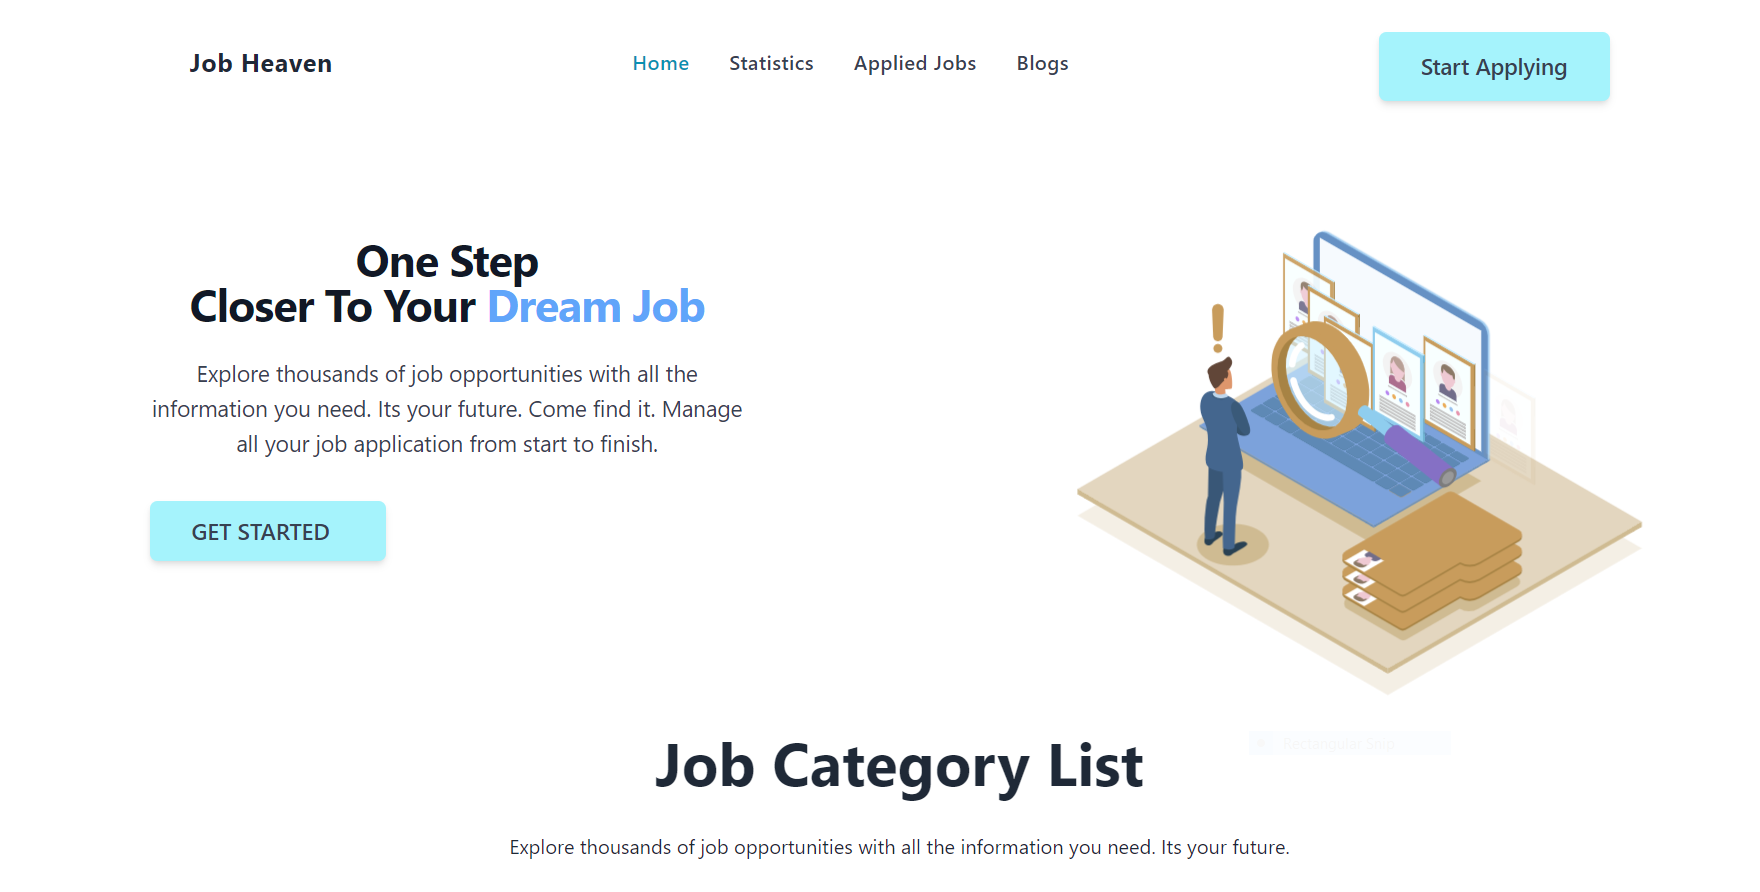 Job Heaven
Home
Statistics
Applied Jobs
Blogs
Start Applying
One Step
Closer To Your Dream Job
Explore thousands of job opportunities with all the
information you need. Its your future. Come find it. Manage
all your job application from start to finish.
GET STARTED
!
Rectangular Snip
Job Category List
Explore thousands of job opportunities with all the information you need. Its your future.